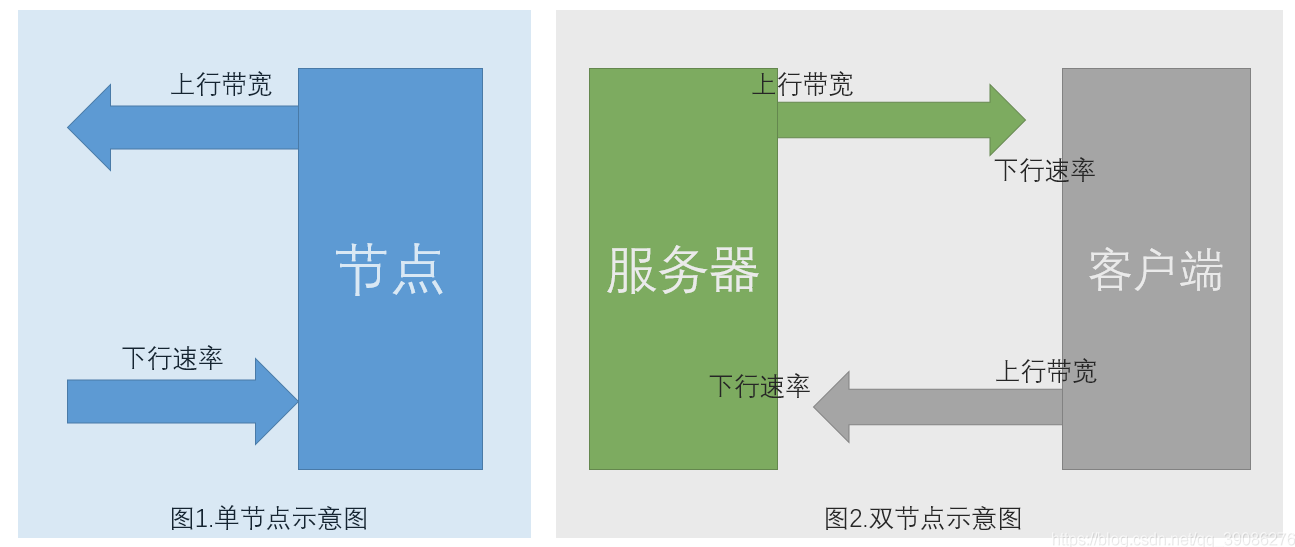 上行带宽
节点
下行速率
图1.单节点示意图
上行带宽
下行速率
服务器
客户端
下行速率
上行带宽
图2.双节点示意图
https://blog.csdn.net/qq_39086276